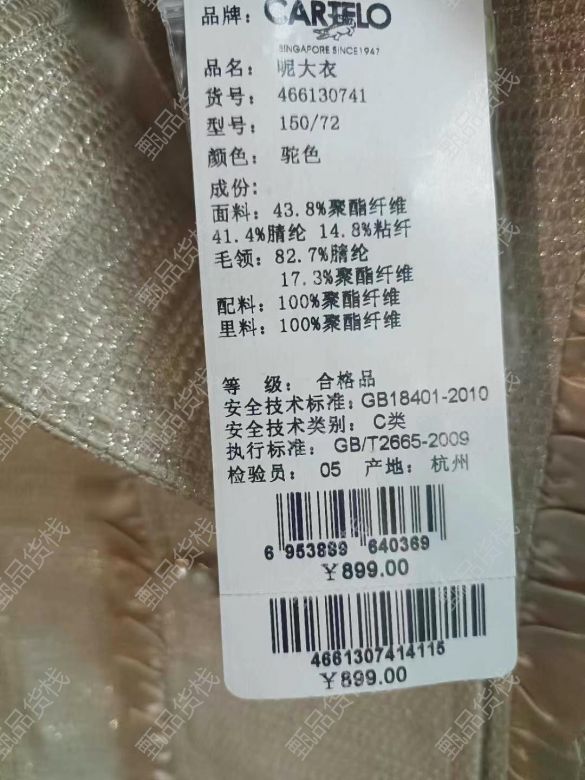 品牌: CARTELO
SINGAPORE SINCE1947
品名: 呢大衣
货号: 466130741
型号: 150/72
颜色: 驼色
成份:
面料: 43.8%聚酯纤维
41.4%腈纶 14.8%粘纤
毛领: 82.7%腈纶
17.3%聚酯纤维
配料: 100%聚酯纤维
里料: 100%聚酯纤维
等 级: 合格品
安全技术标准: GB18401-2010
安全技术类别: C类
执行标准: GB/T2665-2009
检验员: 05 产地: 杭州
6 953889 640369
¥899.00
4661307414115
¥899.00
甄品货栈